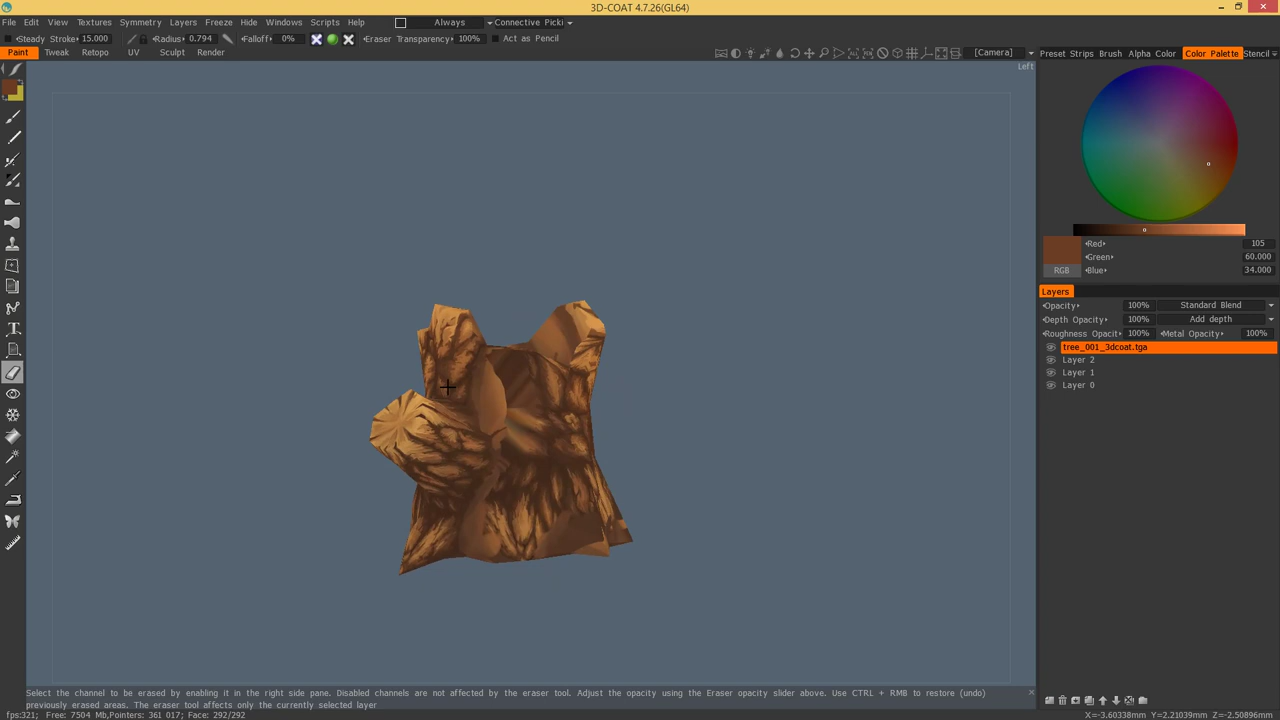 3D-COAT 4.7.26(GL64)
File Edit View Textures Symmetry Layers Freeze Hide Windows Scripts Help Always Connective Picki
Steady Stroke 15.000 Radius 0.794 Falloff 0% Eraser Transparency 100% Act as Pencil
Paint Tweak Retopo UV Sculpt Render [Camera] Preset Strips Brush Alpha Color Color Palette Stencil
Left
Red 105
Green 60.000
RGB Blue 34.000
Layers
Opacity 100% Standard Blend
Depth Opacity 100% Add depth
Roughness Opacit 100% Metal Opacity 100%
tree_001_3dcoat.tga
Layer 2
Layer 1
Layer 0
Select the channel to be erased by enabling it in the right side pane. Disabled channels are not affected by the eraser tool. Adjust the opacity using the Eraser opacity slider above. Use CTRL + RMB to restore (undo)
previously erased areas. The eraser tool affects only the currently selected layer
fps:321; Free: 7504 Mb,Pointers: 361 017; Face: 292/292 X=-3.60338mm Y=2.21039mm Z=-2.50896mm